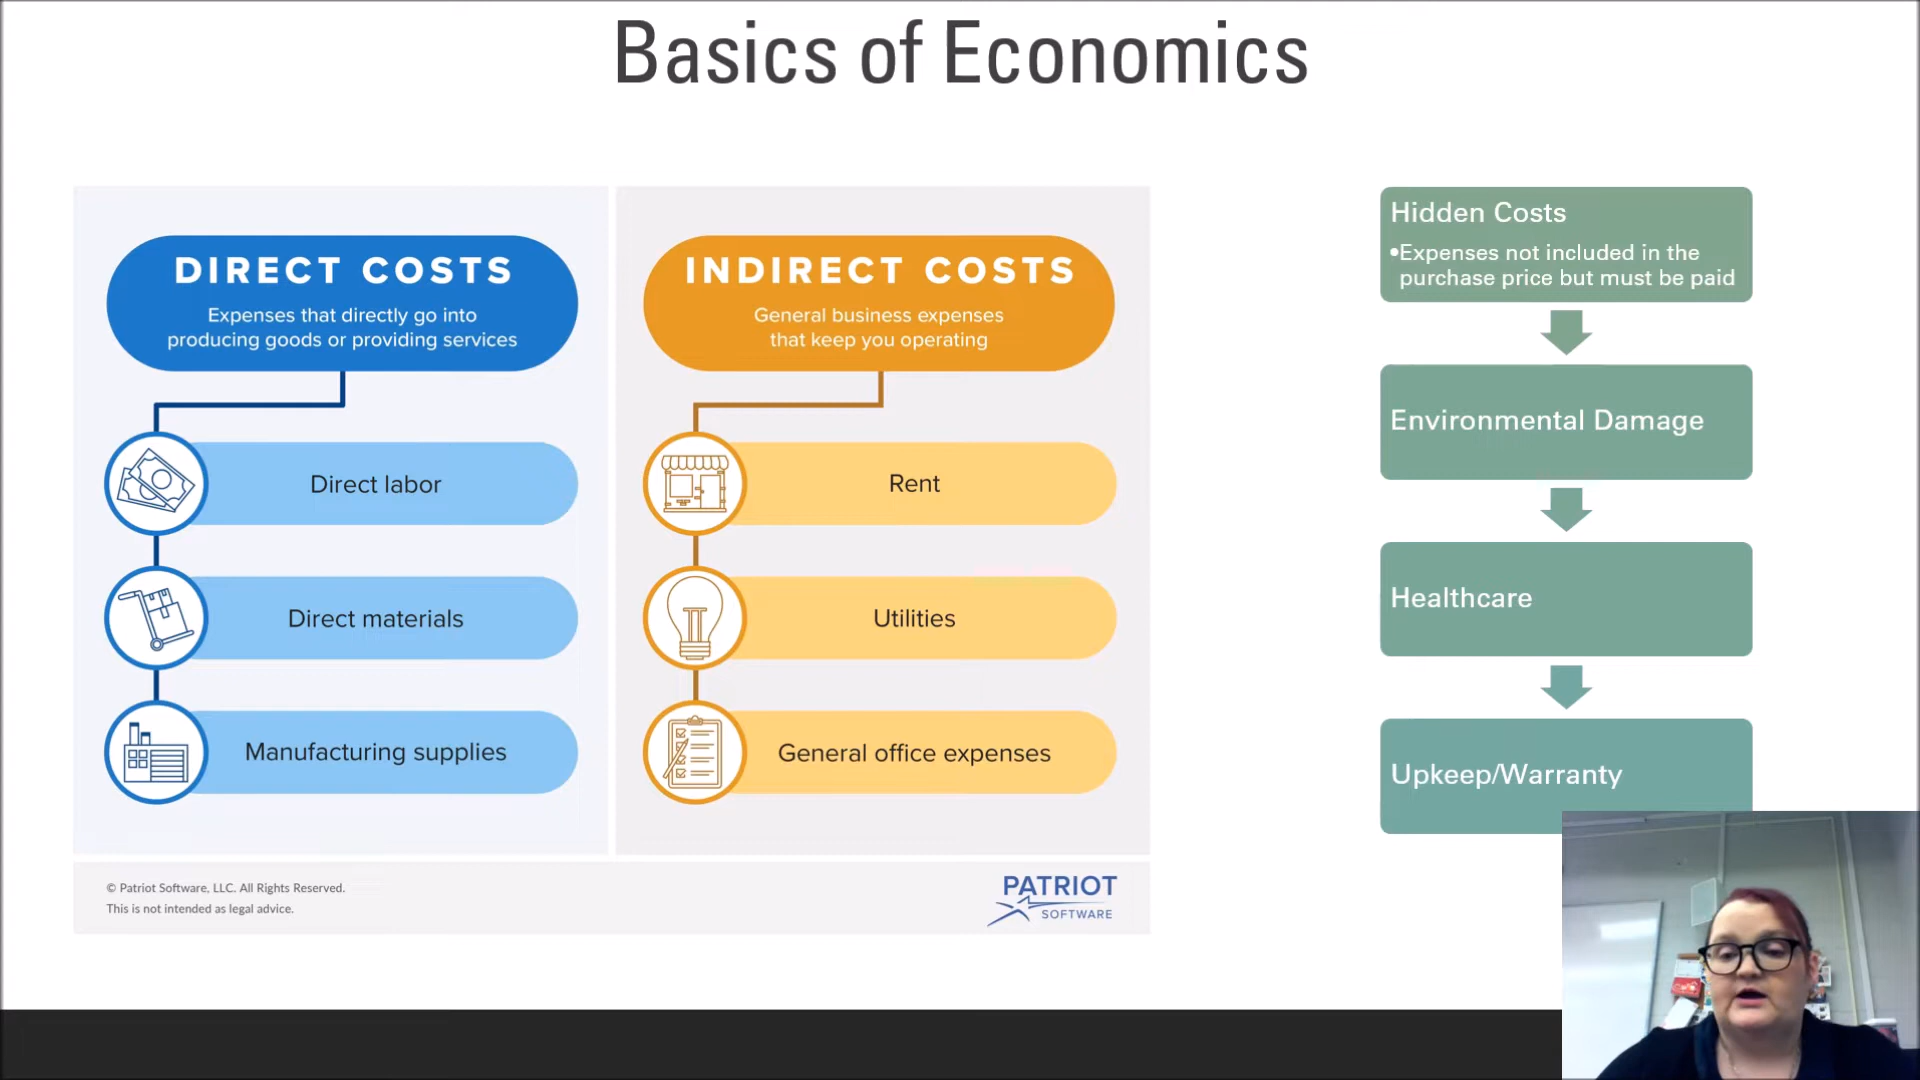 Basics of Economics
DIRECT COSTS
Expenses that directly go into
producing goods or providing services
Direct labor
Direct materials
Manufacturing supplies
INDIRECT COSTS
General business expenses
that keep you operating
Rent
Utilities
General office expenses
© Patriot Software, LLC. All Rights Reserved.
This is not intended as legal advice.
PATRIOT
SOFTWARE
Hidden Costs
•Expenses not included in the
purchase price but must be paid
Environmental Damage
Healthcare
Upkeep/Warranty